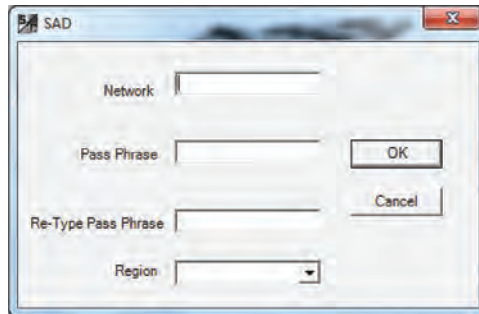 SAD
Network
Pass Phrase
OK
Cancel
Re-Type Pass Phrase
Region